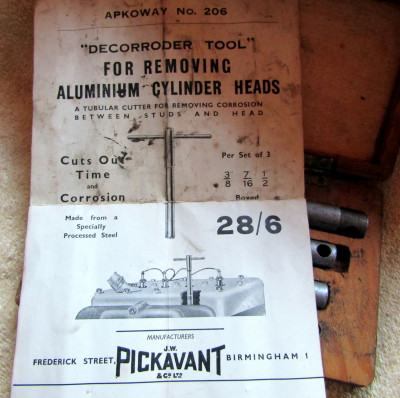 APKOWAY No. 206
"DECORRODER TOOL"
FOR REMOVING
ALUMINIUM CYLINDER HEADS
A TUBULAR CUTTER FOR REMOVING CORROSION
BETWEEN STUDS AND HEAD
Cuts Out
Time
and
Corrosion
Made from a
Specially
Processed Steel
Per Set of 3
3/8 7/16 1/2
Boxed
28/6
MANUFACTURERS
J.W.
PICKAVANT
& Co LTD
FREDERICK STREET, BIRMINGHAM 1